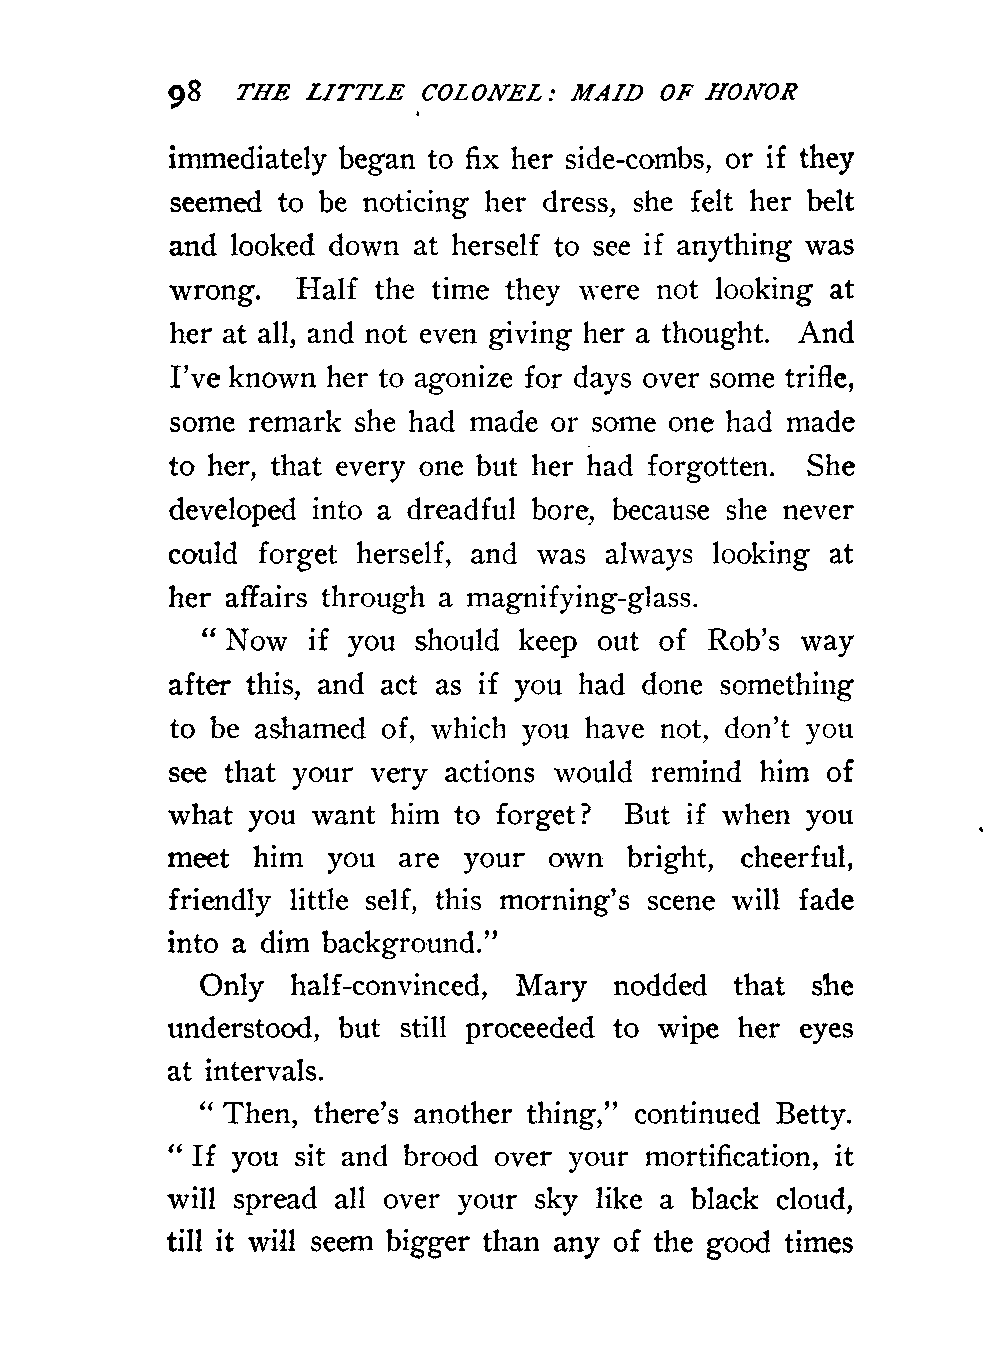 98 THE LITTLE COLONEL: MAID OF HONOR
immediately began to fix her side-combs, or if they
seemed to be noticing her dress, she felt her belt
and looked down at herself to see if anything was
wrong. Half the time they were not looking at
her at all, and not even giving her a thought. And
I've known her to agonize for days over some trifle,
some remark she had made or some one had made
to her, that every one but her had forgotten. She
developed into a dreadful bore, because she never
could forget herself, and was always looking at
her affairs through a magnifying-glass.
"Now if you should keep out of Rob's way
after this, and act as if you had done something
to be ashamed of, which you have not, don't you
see that your very actions would remind him of
what you want him to forget? But if when you
meet him you are your own bright, cheerful,
friendly little self, this morning's scene will fade
into a dim background."
Only half-convinced, Mary nodded that she
understood, but still proceeded to wipe her eyes
at intervals.
"Then, there's another thing," continued Betty.
"If you sit and brood over your mortification, it
will spread all over your sky like a black cloud,
till it will seem bigger than any of the good times